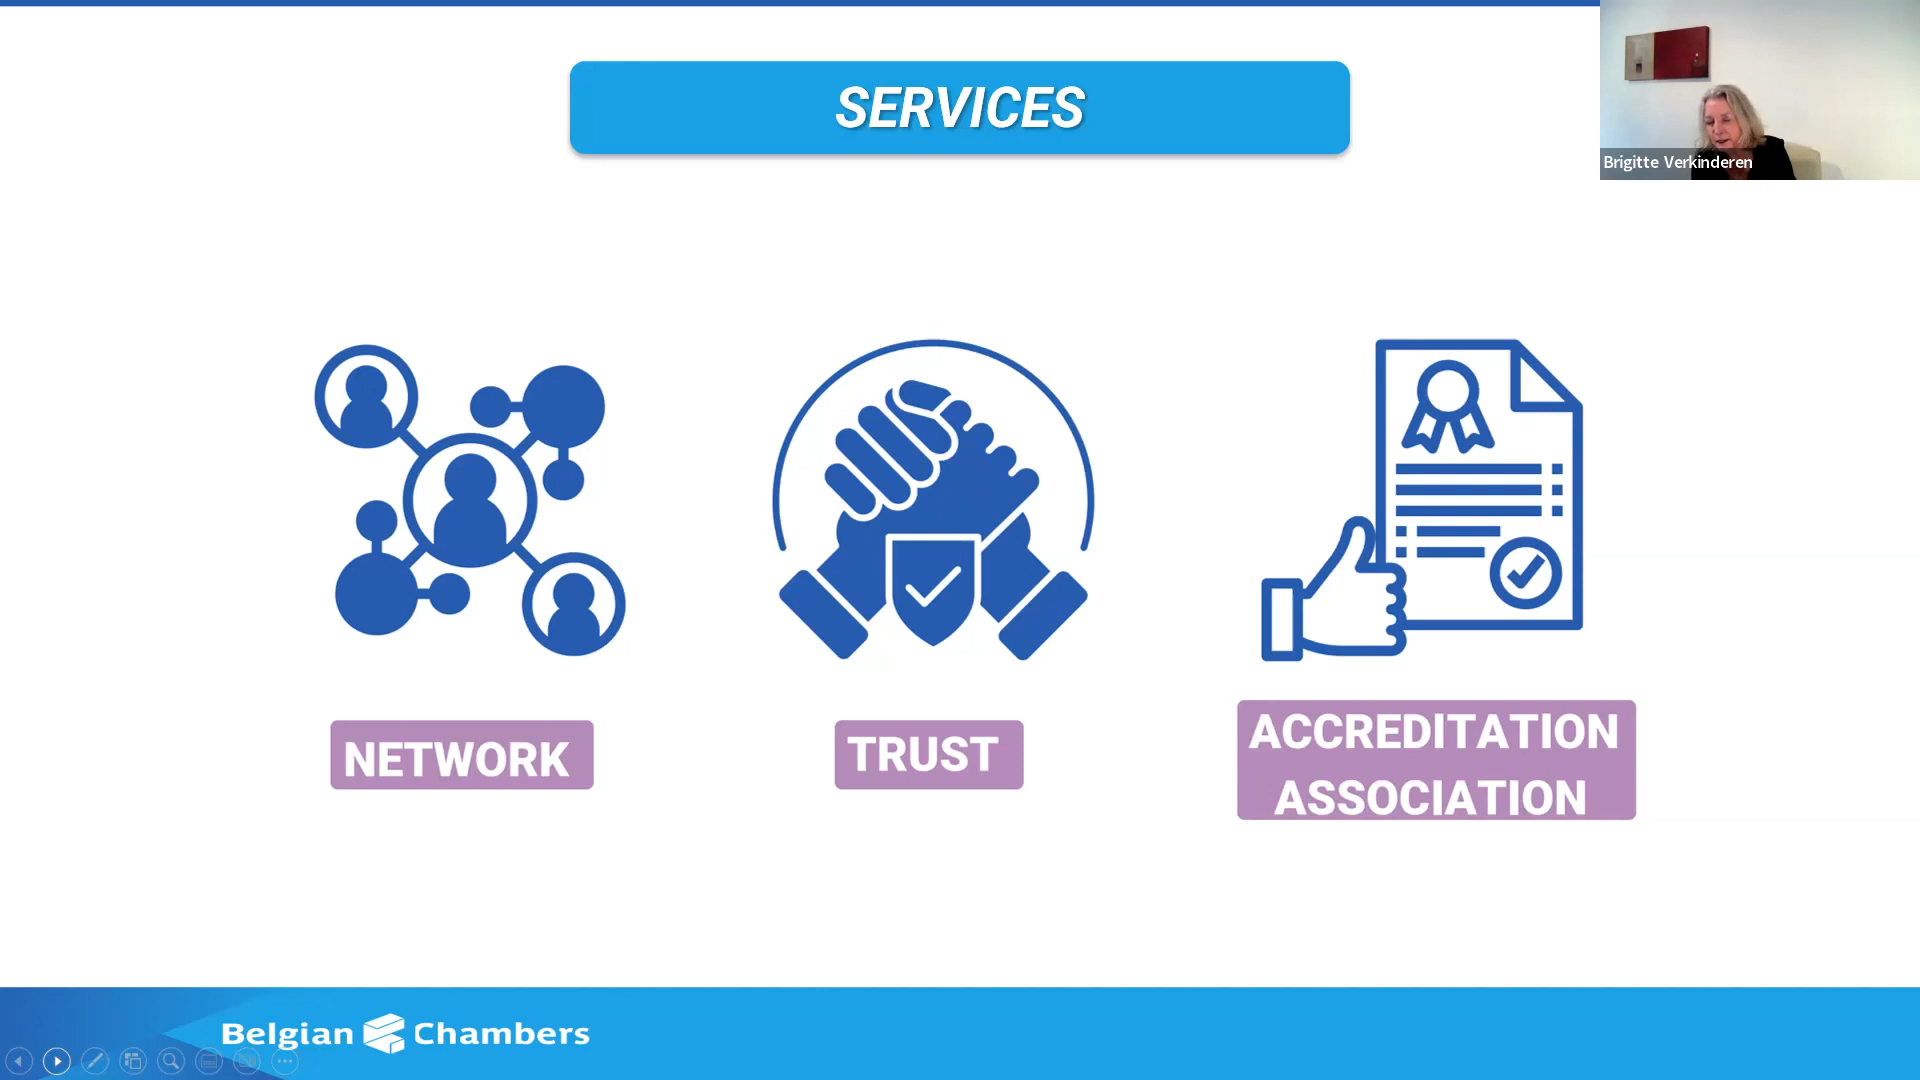 SERVICES
Brigitte Verkinderen
NETWORK
TRUST
ACCREDITATION
ASSOCIATION
Belgian Chambers